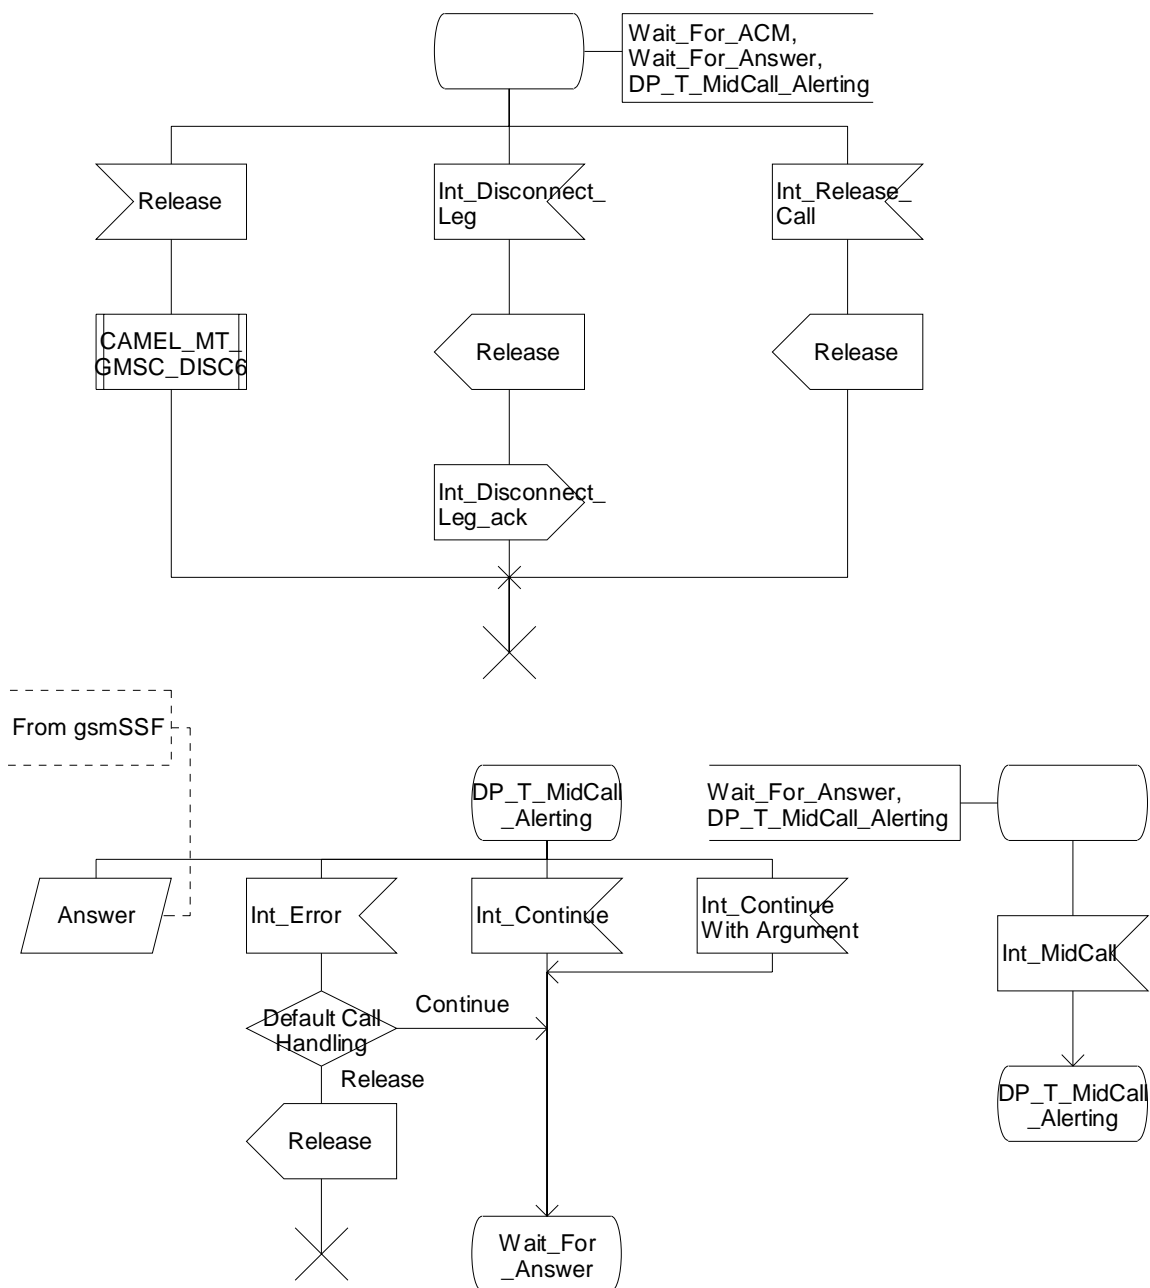 Wait_For_ACM,
Wait_For_Answer,
DP_T_MidCall_Alerting
Release
Int_Disconnect_
Leg
Int_Release_
Call
CAMEL_MT_
GMSC_DISC6
Release
Release
Int_Disconnect_
Leg_ack
From gsmSSF
DP_T_MidCall
_Alerting
Wait_For_Answer,
DP_T_MidCall_Alerting
Answer
Int_Error
Int_Continue
Int_Continue
With Argument
Int_MidCall
Default Call
Handling
Continue
Release
DP_T_MidCall
_Alerting
Release
Wait_For
_Answer